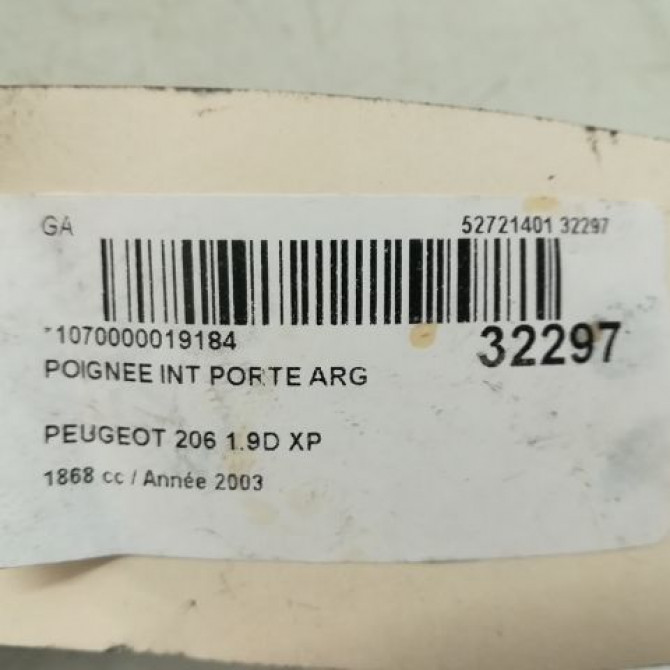 GA 52721401 32297
*1070000019184 32297
POIGNEE INT PORTE ARG
PEUGEOT 206 1.9D XP
1868 cc / Année 2003